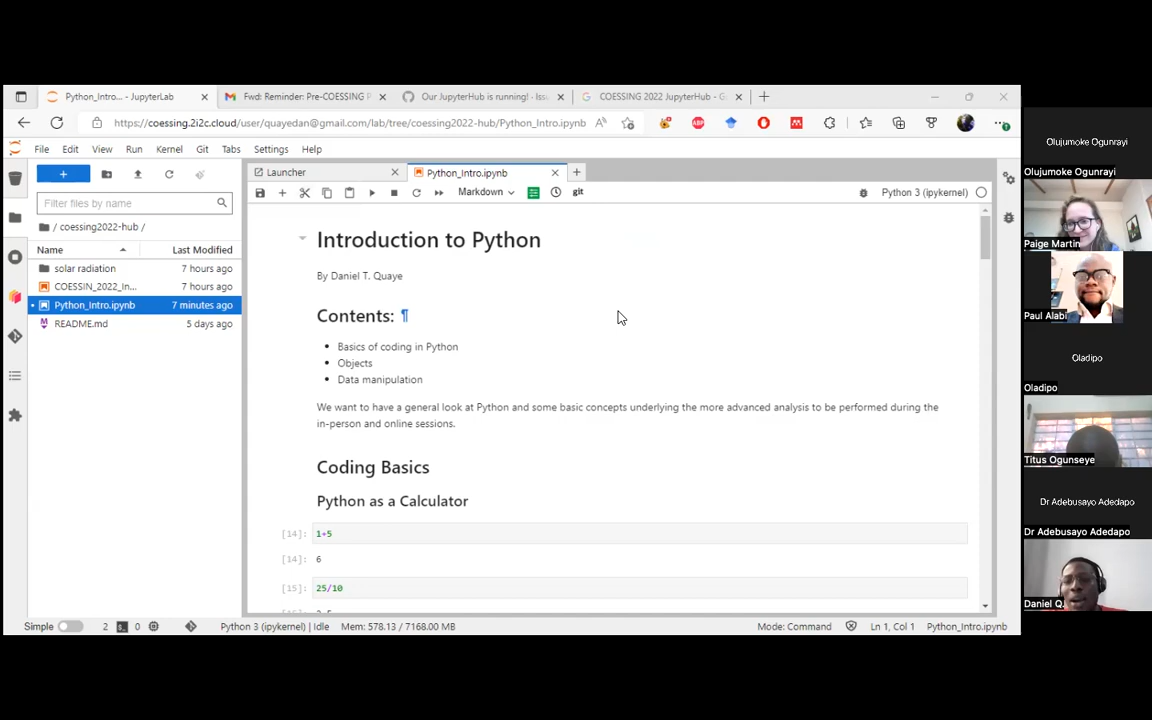 Python_Intro... - JupyterLab
Fwd: Reminder: Pre-COESSING P
Our JupyterHub is running! - Issu
COESSING 2022 JupyterHub - G
https://coessing.2i2c.cloud/user/quayedan@gmail.com/lab/tree/coessing2022-hub/Python_Intro.ipynb
ABP
File Edit View Run Kernel Git Tabs Settings Help
Launcher
Python_Intro.ipynb
Markdown
git
Python 3 (ipykernel)
Filter files by name
/ coessing2022-hub /
Name Last Modified
solar radiation 7 hours ago
COESSIN_2022_In... 7 hours ago
Python_Intro.ipynb 7 minutes ago
README.md 5 days ago
Introduction to Python
By Daniel T. Quaye
Contents: ¶
Basics of coding in Python
Objects
Data manipulation
We want to have a general look at Python and some basic concepts underlying the more advanced analysis to be performed during the
in-person and online sessions.
Coding Basics
Python as a Calculator
[14]: 1+5
[14]: 6
[15]: 25/10
Simple 2 0 Python 3 (ipykernel) | Idle Mem: 578.13 / 7168.00 MB Mode: Command Ln 1, Col 1 Python_Intro.ipynb
Olujumoke Ogunrayi
Olujumoke Ogunrayi
Paige Martin
Paul Alabi
Oladipo
Oladipo
Titus Ogunseye
Dr Adebusayo Adedapo
Dr Adebusayo Adedapo
Daniel Q.